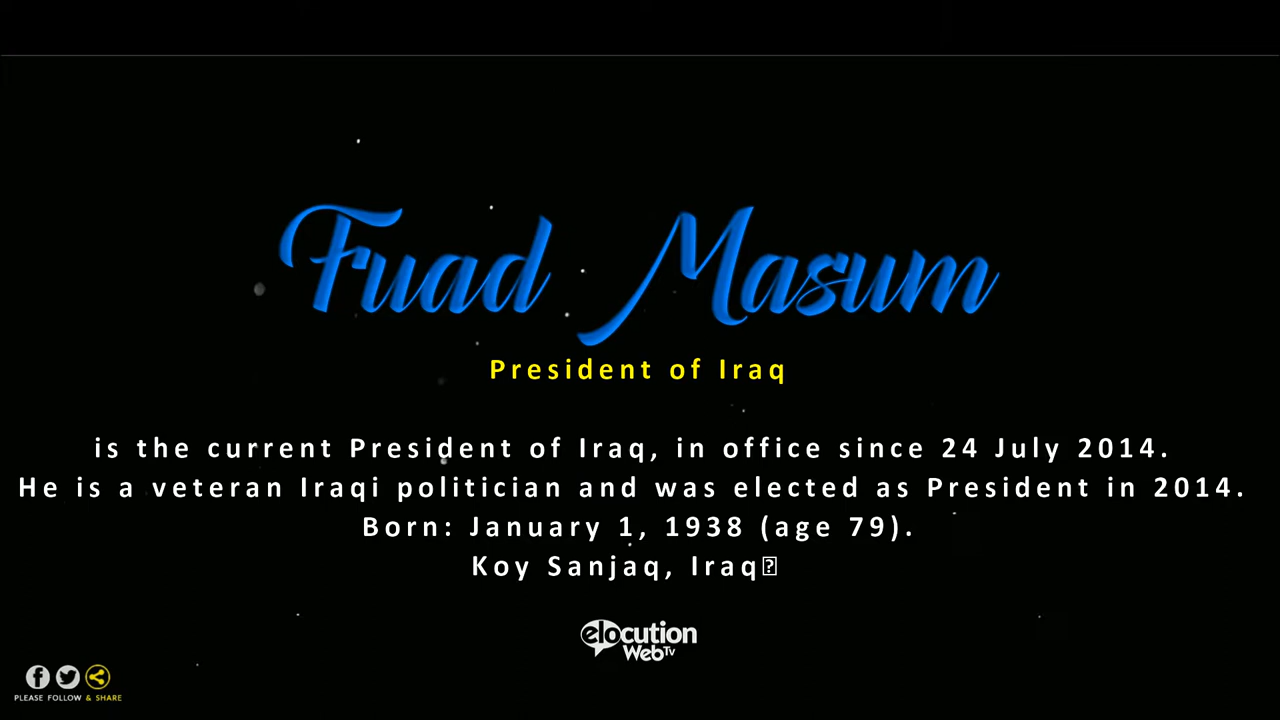 Fuad Masum
President of Iraq
is the current President of Iraq, in office since 24 July 2014.
He is a veteran Iraqi politician and was elected as President in 2014.
Born: January 1, 1938 (age 79).
Koy Sanjaq, Iraq
elocution
WebTv
PLEASE FOLLOW & SHARE